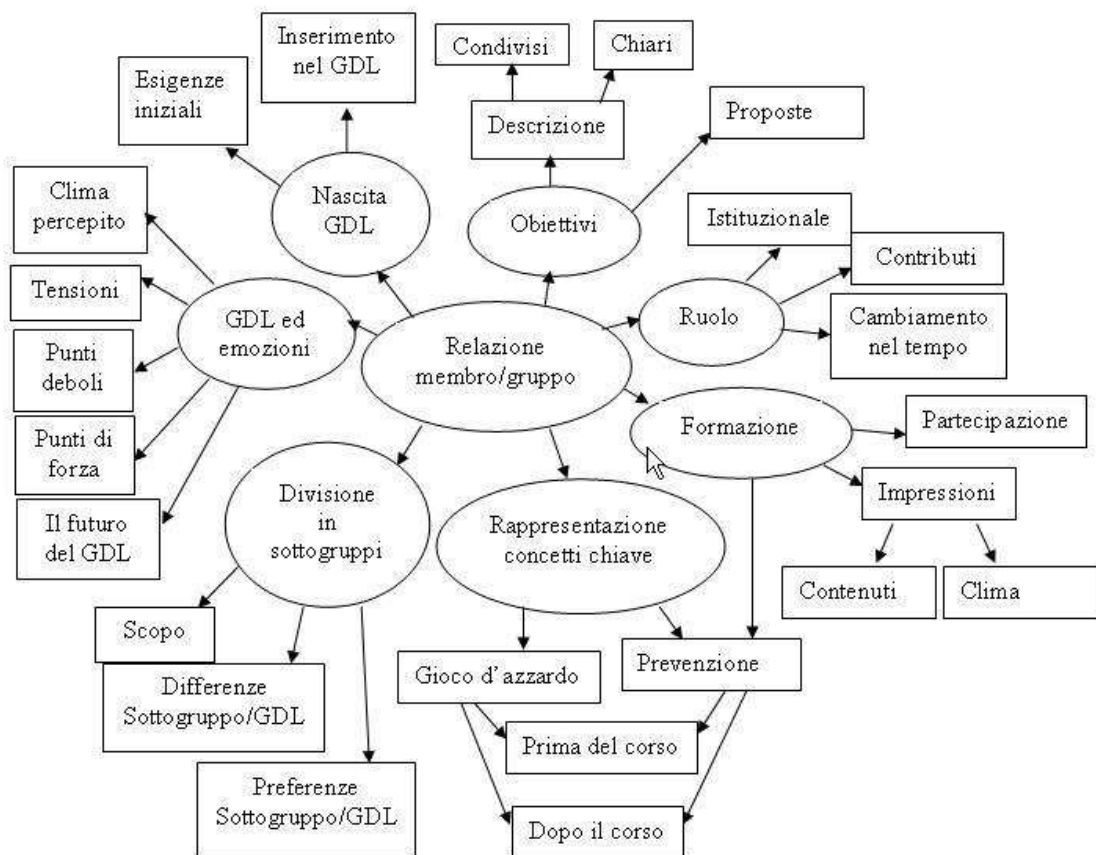 Inserimento
nel GDL
Condivisi
Chiari
Esigenze
iniziali
Descrizione
Proposte
Clima
percepito
Nascita
GDL
Obiettivi
Istituzionale
Contributi
Tensioni
GDL ed
emozioni
Ruolo
Cambiamento
nel tempo
Punti
deboli
Relazione
membro/gruppo
Formazione
Partecipazione
Punti di
forza
Divisione
in
sottogruppi
Rappresentazione
concetti chiave
Impressioni
Il futuro
del GDL
Contenuti
Clima
Scopo
Gioco d'azzardo
Prevenzione
Differenze
Sottogruppo/GDL
Prima del corso
Preferenze
Sottogruppo/GDL
Dopo il corso